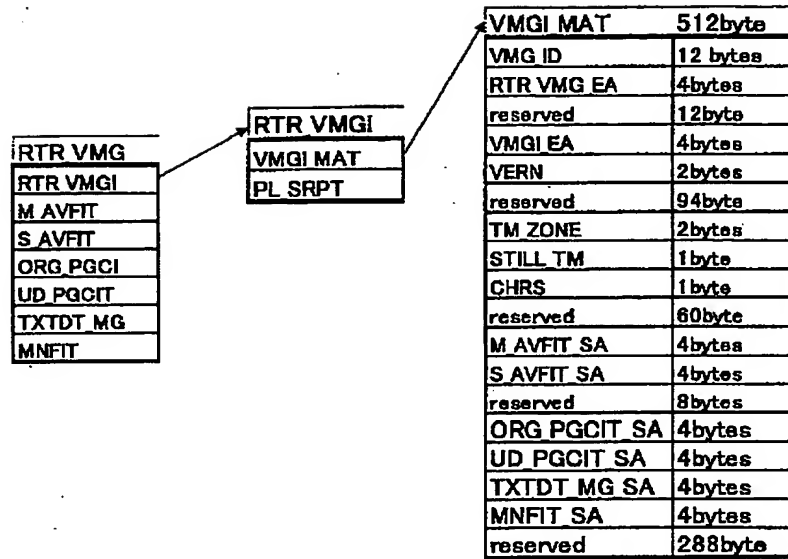 RTR VMG
RTR VMGI
M AVFIT
S AVFIT
ORG PGCI
UD PGCIT
TXTDT MG
MNFIT
RTR VMGI
VMGI MAT
PL SRPT
VMGI MAT 512byte
VMG ID 12 bytes
RTR VMG EA 4bytes
reserved 12byte
VMGI EA 4bytes
VERN 2bytes
reserved 94byte
TM ZONE 2bytes
STILL TM 1byte
CHRS 1byte
reserved 60byte
M AVFIT SA 4bytes
S AVFIT SA 4bytes
reserved 8bytes
ORG PGCIT SA 4bytes
UD PGCIT SA 4bytes
TXTDT MG SA 4bytes
MNFIT SA 4bytes
reserved 288byte